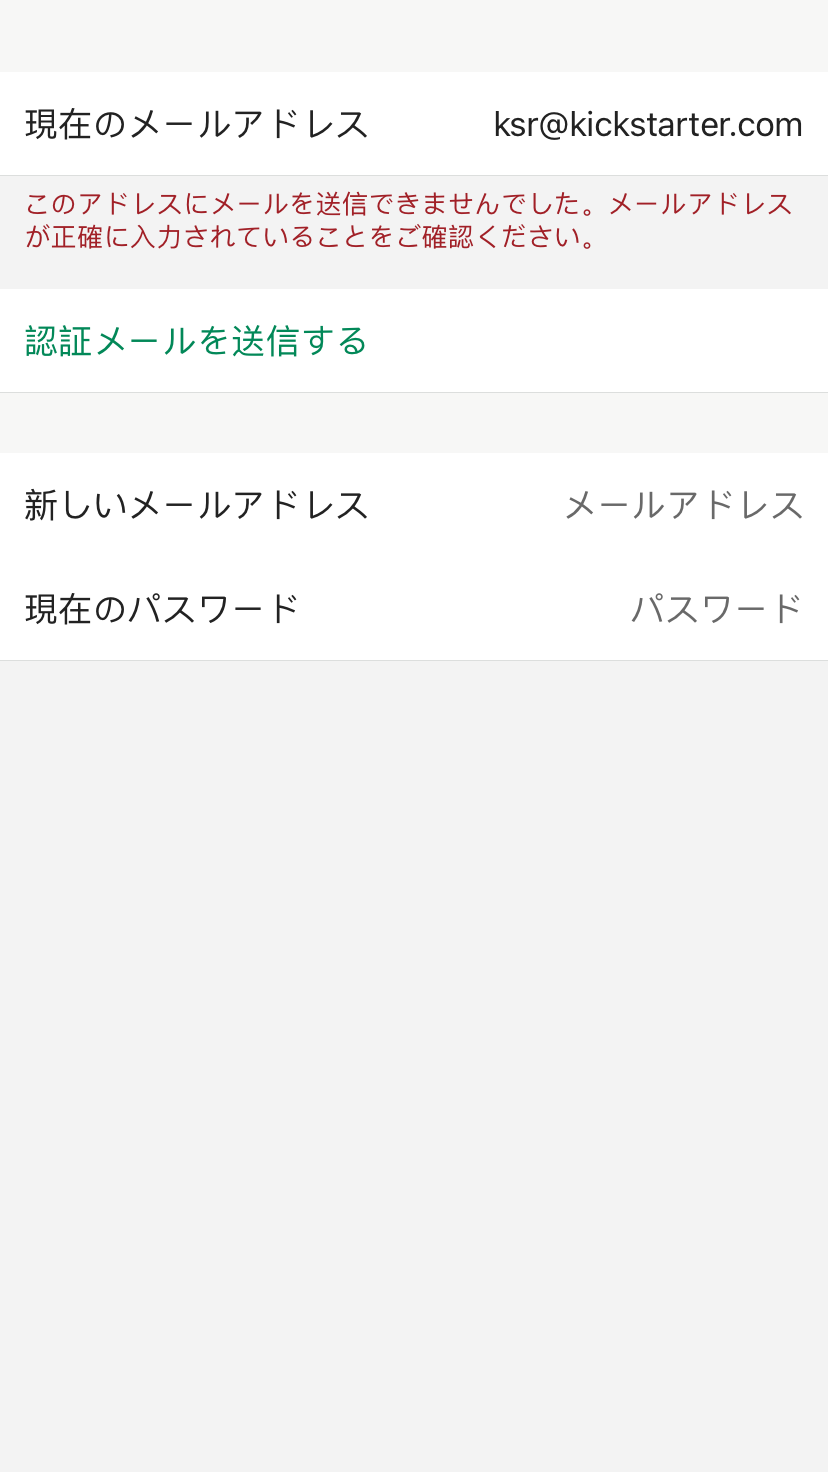 現在のメールアドレス ksr@kickstarter.com
このアドレスにメールを送信できませんでした。メールアドレス
が正確に入力されていることをご確認ください。
認証メールを送信する
新しいメールアドレス メールアドレス
現在のパスワード パスワード